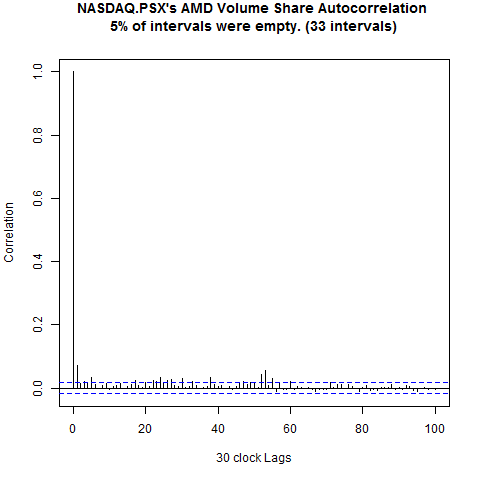 NASDAQ.PSX's AMD Volume Share Autocorrelation
5% of intervals were empty. (33 intervals)
Correlation
1.0
0.8
0.6
0.4
0.2
0.0
0 20 40 60 80 100
30 clock Lags